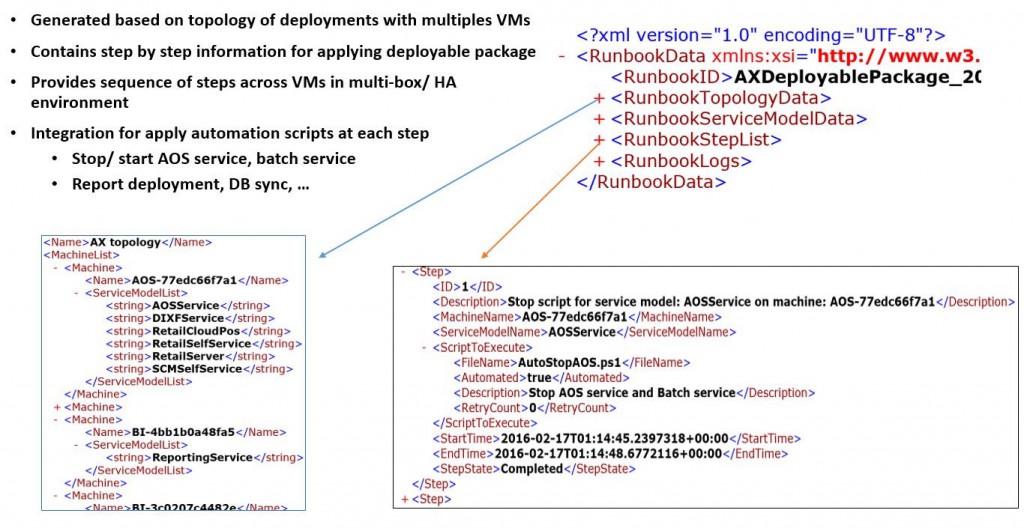 • Generated based on topology of deployments with multiples VMs
• Contains step by step information for applying deployable package
• Provides sequence of steps across VMs in multi-box/ HA
environment
• Integration for apply automation scripts at each step
• Stop/ start AOS service, batch service
• Report deployment, DB sync, ...
<?xml version="1.0" encoding="UTF-8"?>
- <RunbookData xmlns:xsi="http://www.w3.
<RunbookID>AXDeployablePackage_20
+ <RunbookTopologyData>
+ <RunbookServiceModelData>
+ <RunbookStepList>
+ <RunbookLogs>
</RunbookData>
<Name>AX topology</Name>
<MachineList>
- <Machine>
<Name>AOS-77edc66f7a1</Name>
- <ServiceModelList>
<string>AOSService</string>
<string>DIXFService</string>
<string>RetailCloudPos</string>
<string>RetailSelfService</string>
<string>RetailServer</string>
<string>SCMSelfService</string>
</ServiceModelList>
</Machine>
+ <Machine>
- <Machine>
<Name>BI-4bb1b0a48fa5</Name>
- <ServiceModelList>
<string>ReportingService</string>
</ServiceModelList>
</Machine>
- <Machine>
<Name>BI-3c0207c4482e</Name>
- <Step>
<ID>1</ID>
<Description>Stop script for service model: AOSService on machine: AOS-77edc66f7a1</Description>
<MachineName>AOS-77edc66f7a1</MachineName>
<ServiceModelName>AOSService</ServiceModelName>
- <ScriptToExecute>
<FileName>AutoStopAOS.ps1</FileName>
<Automated>true</Automated>
<Description>Stop AOS service and Batch service</Description>
<RetryCount>0</RetryCount>
</ScriptToExecute>
<StartTime>2016-02-17T01:14:45.2397318+00:00</StartTime>
<EndTime>2016-02-17T01:14:48.6772116+00:00</EndTime>
<StepState>Completed</StepState>
</Step>
+ <Step>